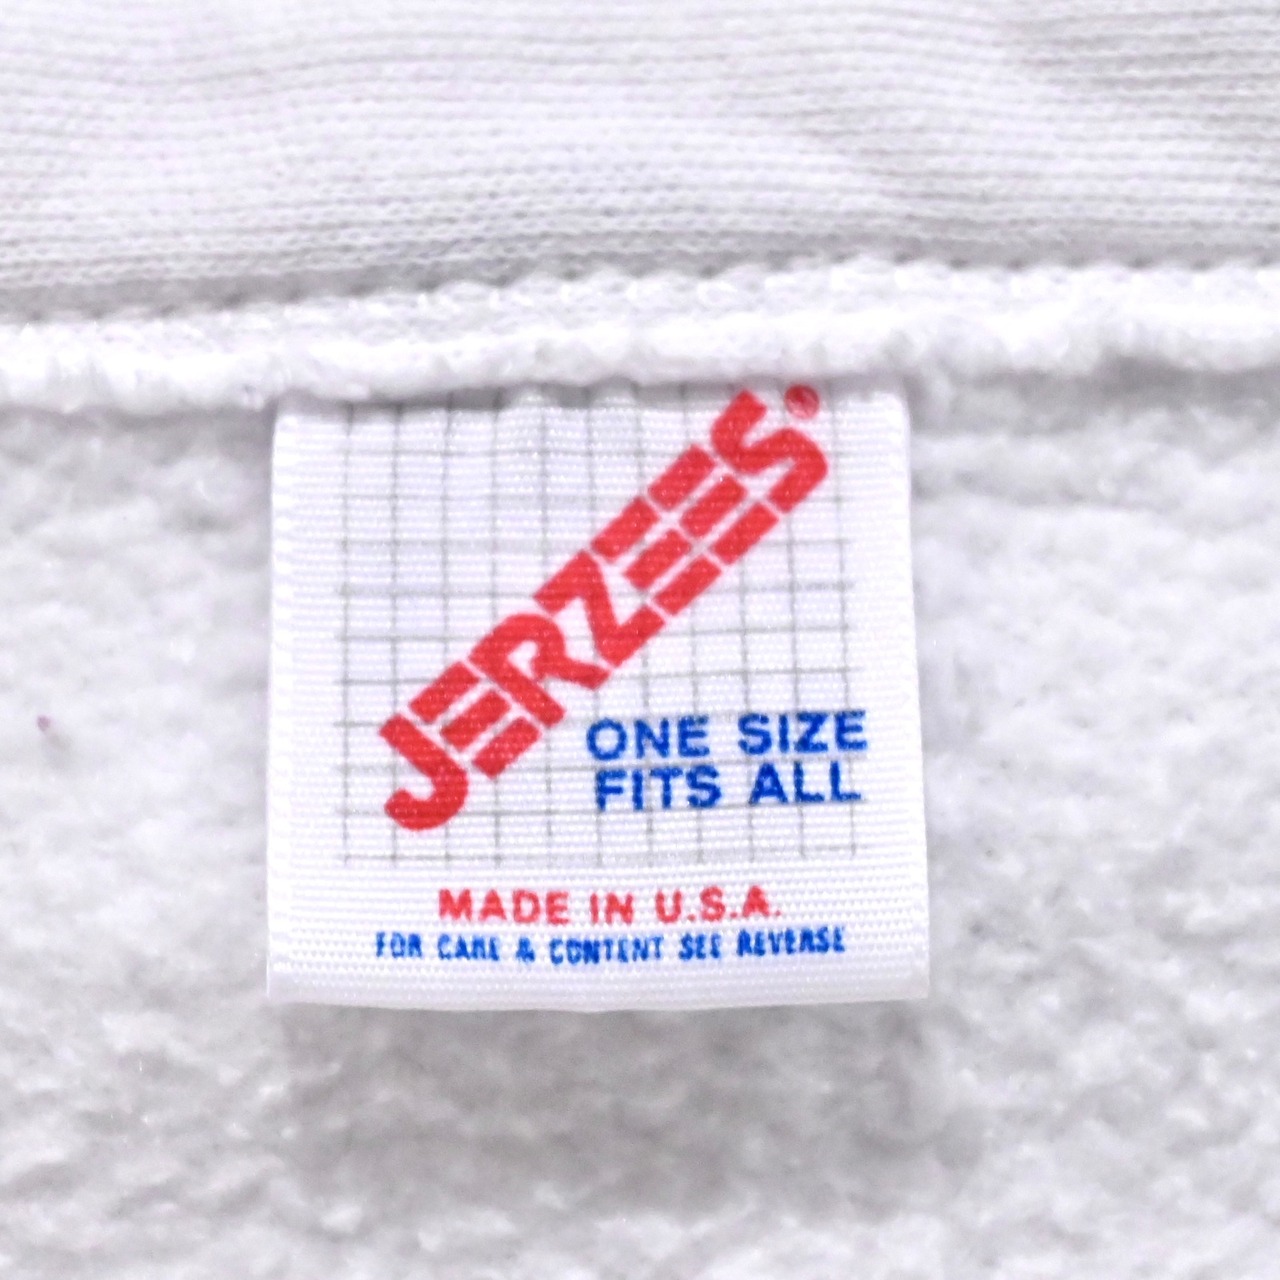 JERZEES
ONE SIZE
FITS ALL
MADE IN U.S.A.
FOR CARE & CONTENT SEE REVERSE